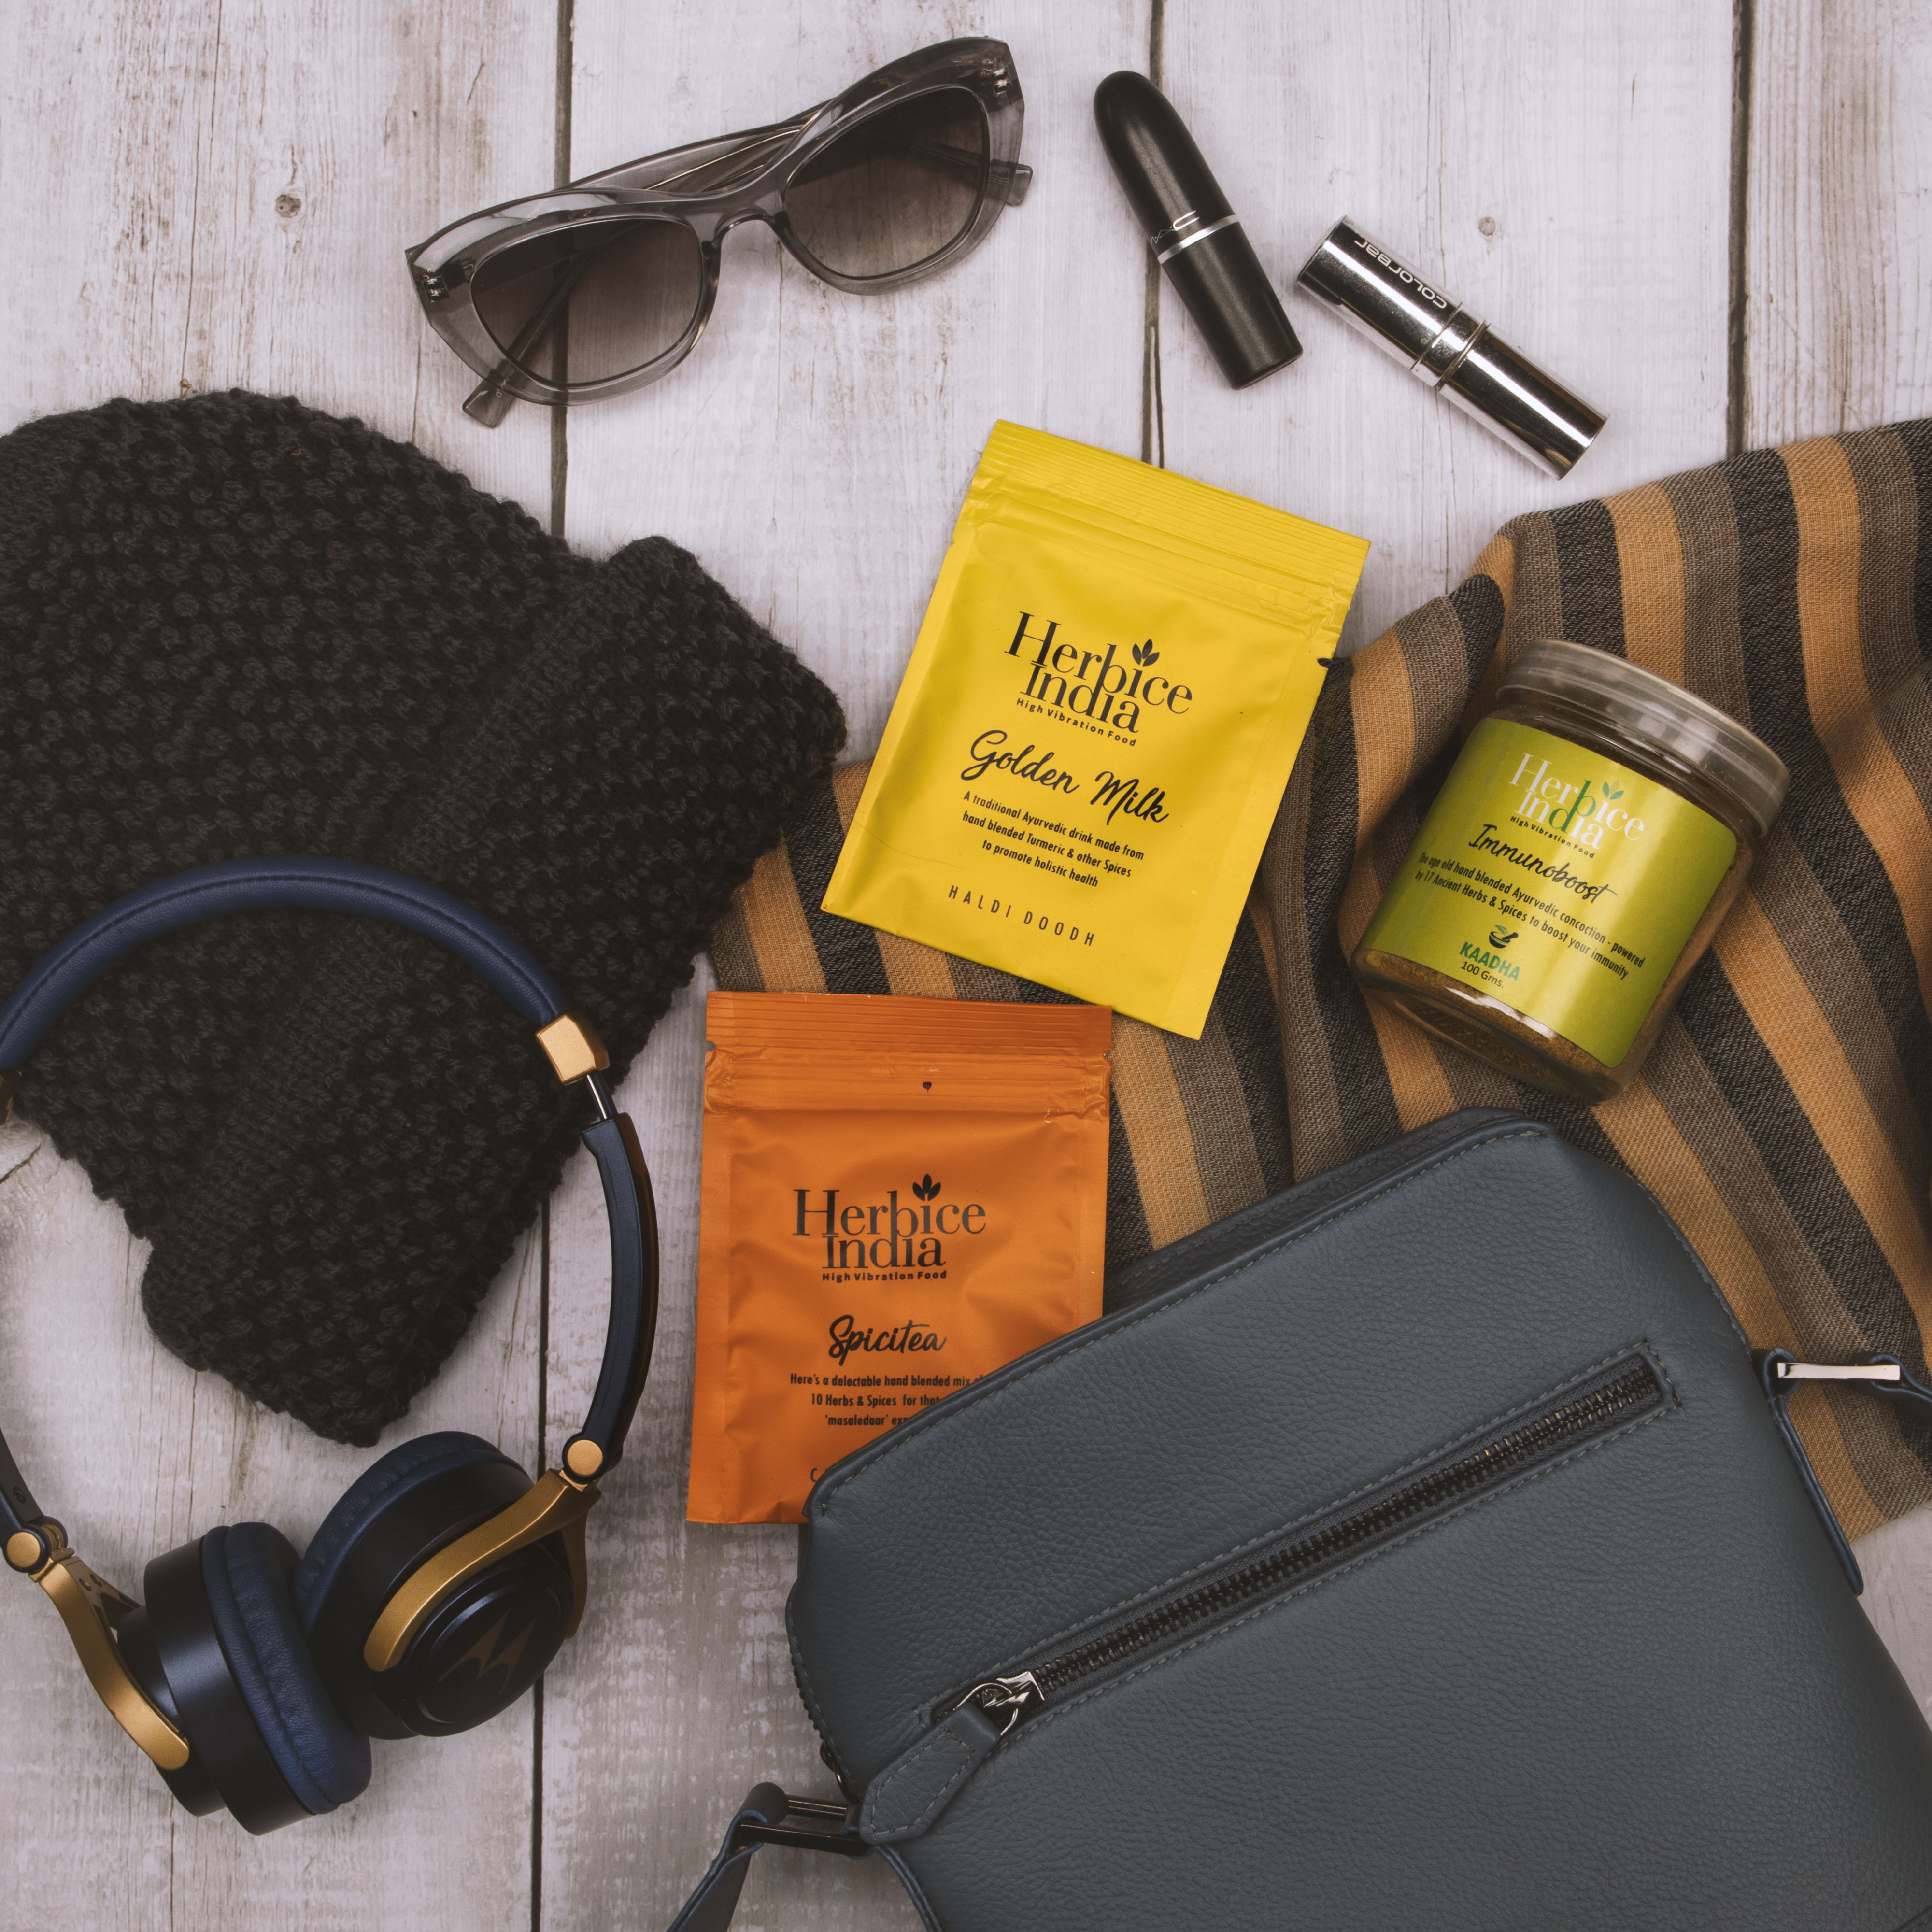 MAC
COLORBAR
Herbice
India
High Vibration Food
Golden Milk
A traditional Ayurvedic drink made from
hand blended Turmeric & other Spices
to promote holistic health
HALDI DOODH
Herbice
India
High Vibration Food
Immunoboost
The age old hand blended Ayurvedic concoction - powered
by 17 Ancient Herbs & Spices to boost your immunity
KAADHA
100 Gms.
Herbice
India
High Vibration Food
Spicitea
Here's a delectable hand blended mix
10 Herbs & Spices for that
'masaledaar'